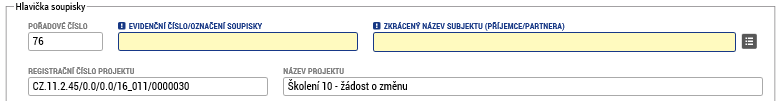 Hlavička soupisky
POŘADOVÉ ČÍSLO
EVIDENČNÍ ČÍSLO/OZNAČENÍ SOUPISKY
ZKRÁCENÝ NÁZEV SUBJEKTU (PŘÍJEMCE/PARTNERA)
76
REGISTRAČNÍ ČÍSLO PROJEKTU
NÁZEV PROJEKTU
CZ.11.2.45/0.0/0.0/16_011/0000030
Školení 10 - žádost o změnu